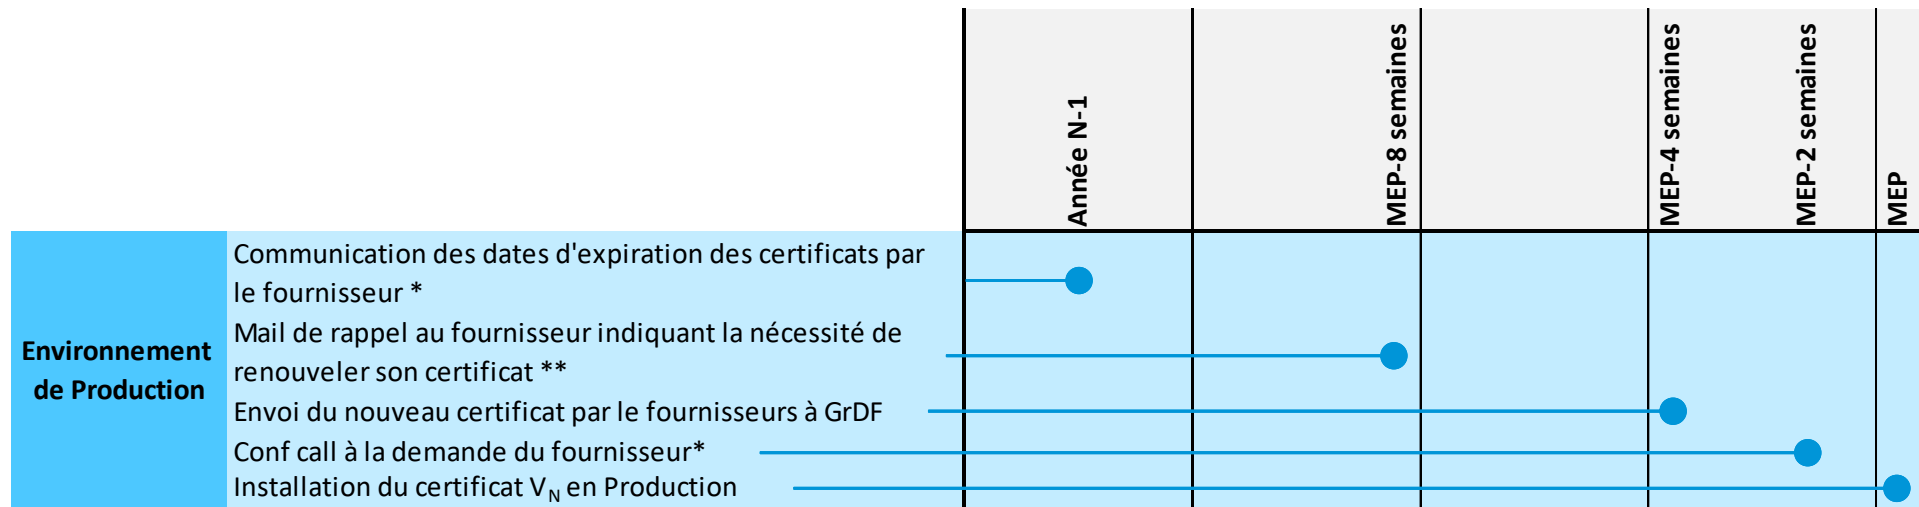 Année N-1
MEP-8 semaines
MEP-4 semaines
MEP-2 semaines
MEP
Environnement
de Production
Communication des dates d'expiration des certificats par
le fournisseur *
Mail de rappel au fournisseur indiquant la nécessité de
renouveler son certificat **
Envoi du nouveau certificat par le fournisseurs à GrDF
Conf call à la demande du fournisseur*
Installation du certificat VN en Production